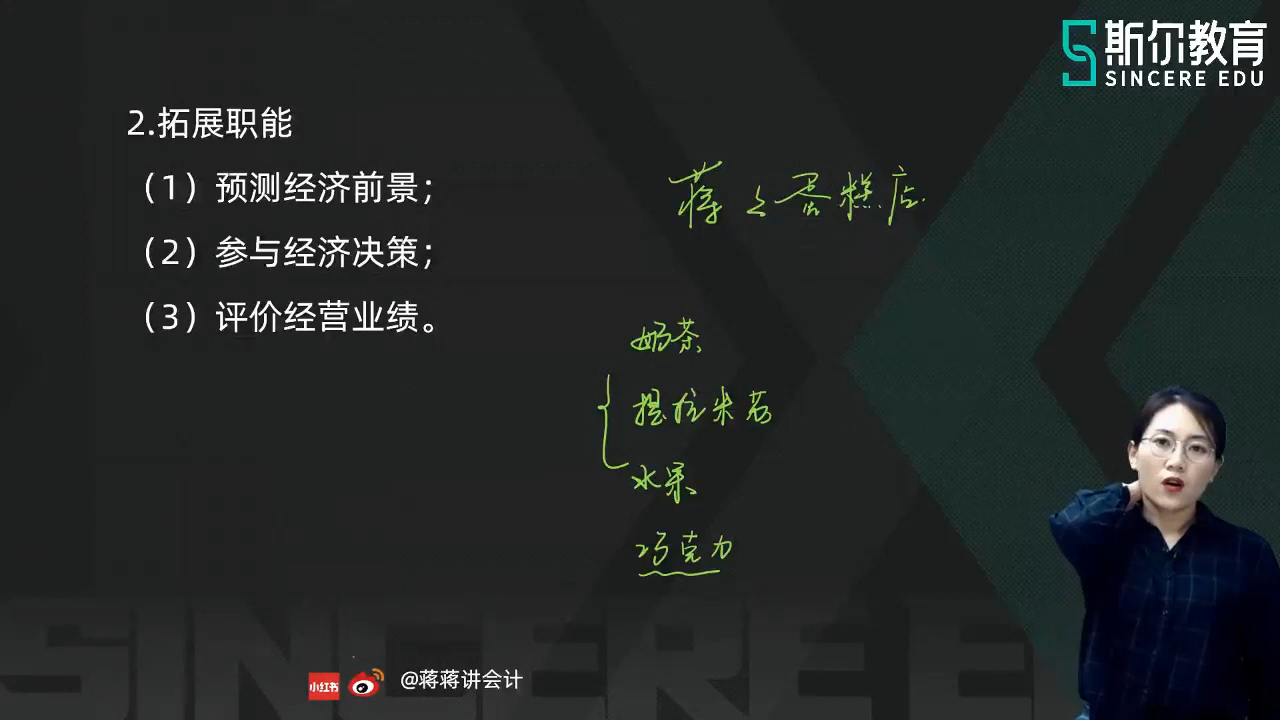 斯尔教育
SINCERE EDU
2.拓展职能
（1）预测经济前景；
（2）参与经济决策；
（3）评价经营业绩。
蒋蒋蛋糕店
奶茶
提拉米苏
水果
巧克力
SINCERE E
小红书
@蒋蒋讲会计